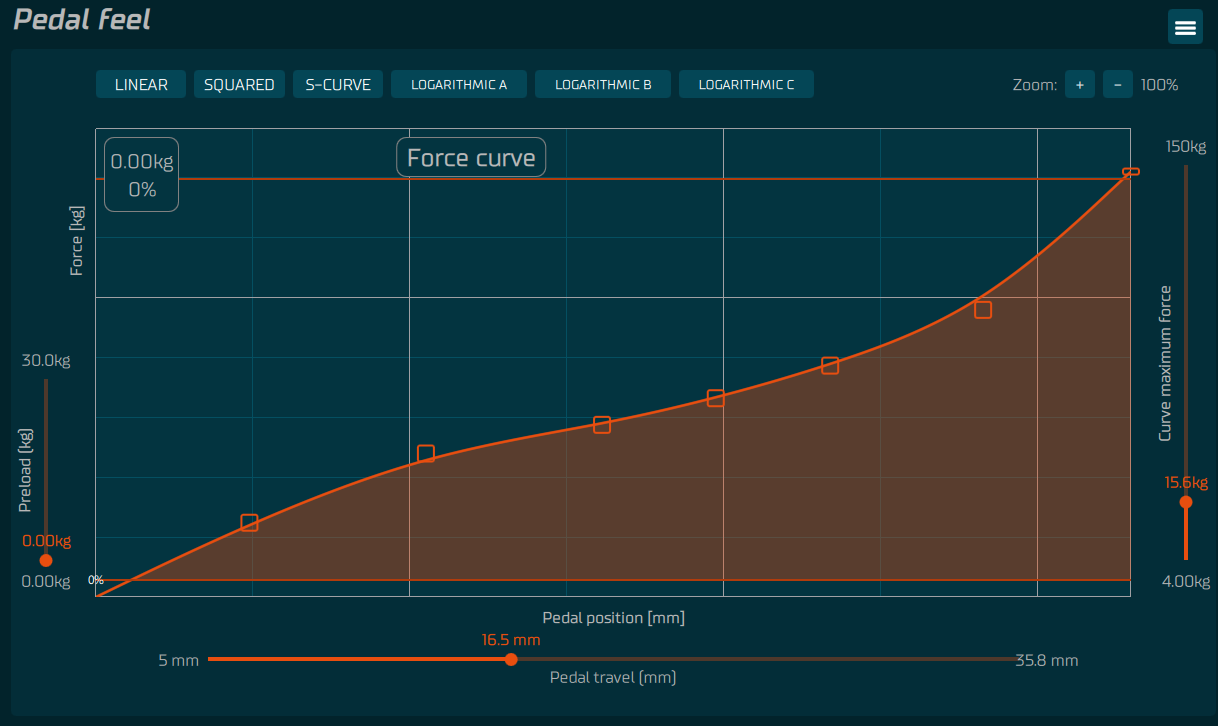 Pedal feel
LINEAR
SQUARED
S-CURVE
LOGARITHMIC A
LOGARITHMIC B
LOGARITHMIC C
Zoom:
+
-
100%
0.00kg
0%
Force curve
Force [kg]
150kg
Curve maximum force
15.6kg
4.00kg
30.0kg
Preload [kg]
0.00kg
0.00kg
0%
Pedal position [mm]
16.5 mm
5 mm
35.8 mm
Pedal travel [mm]